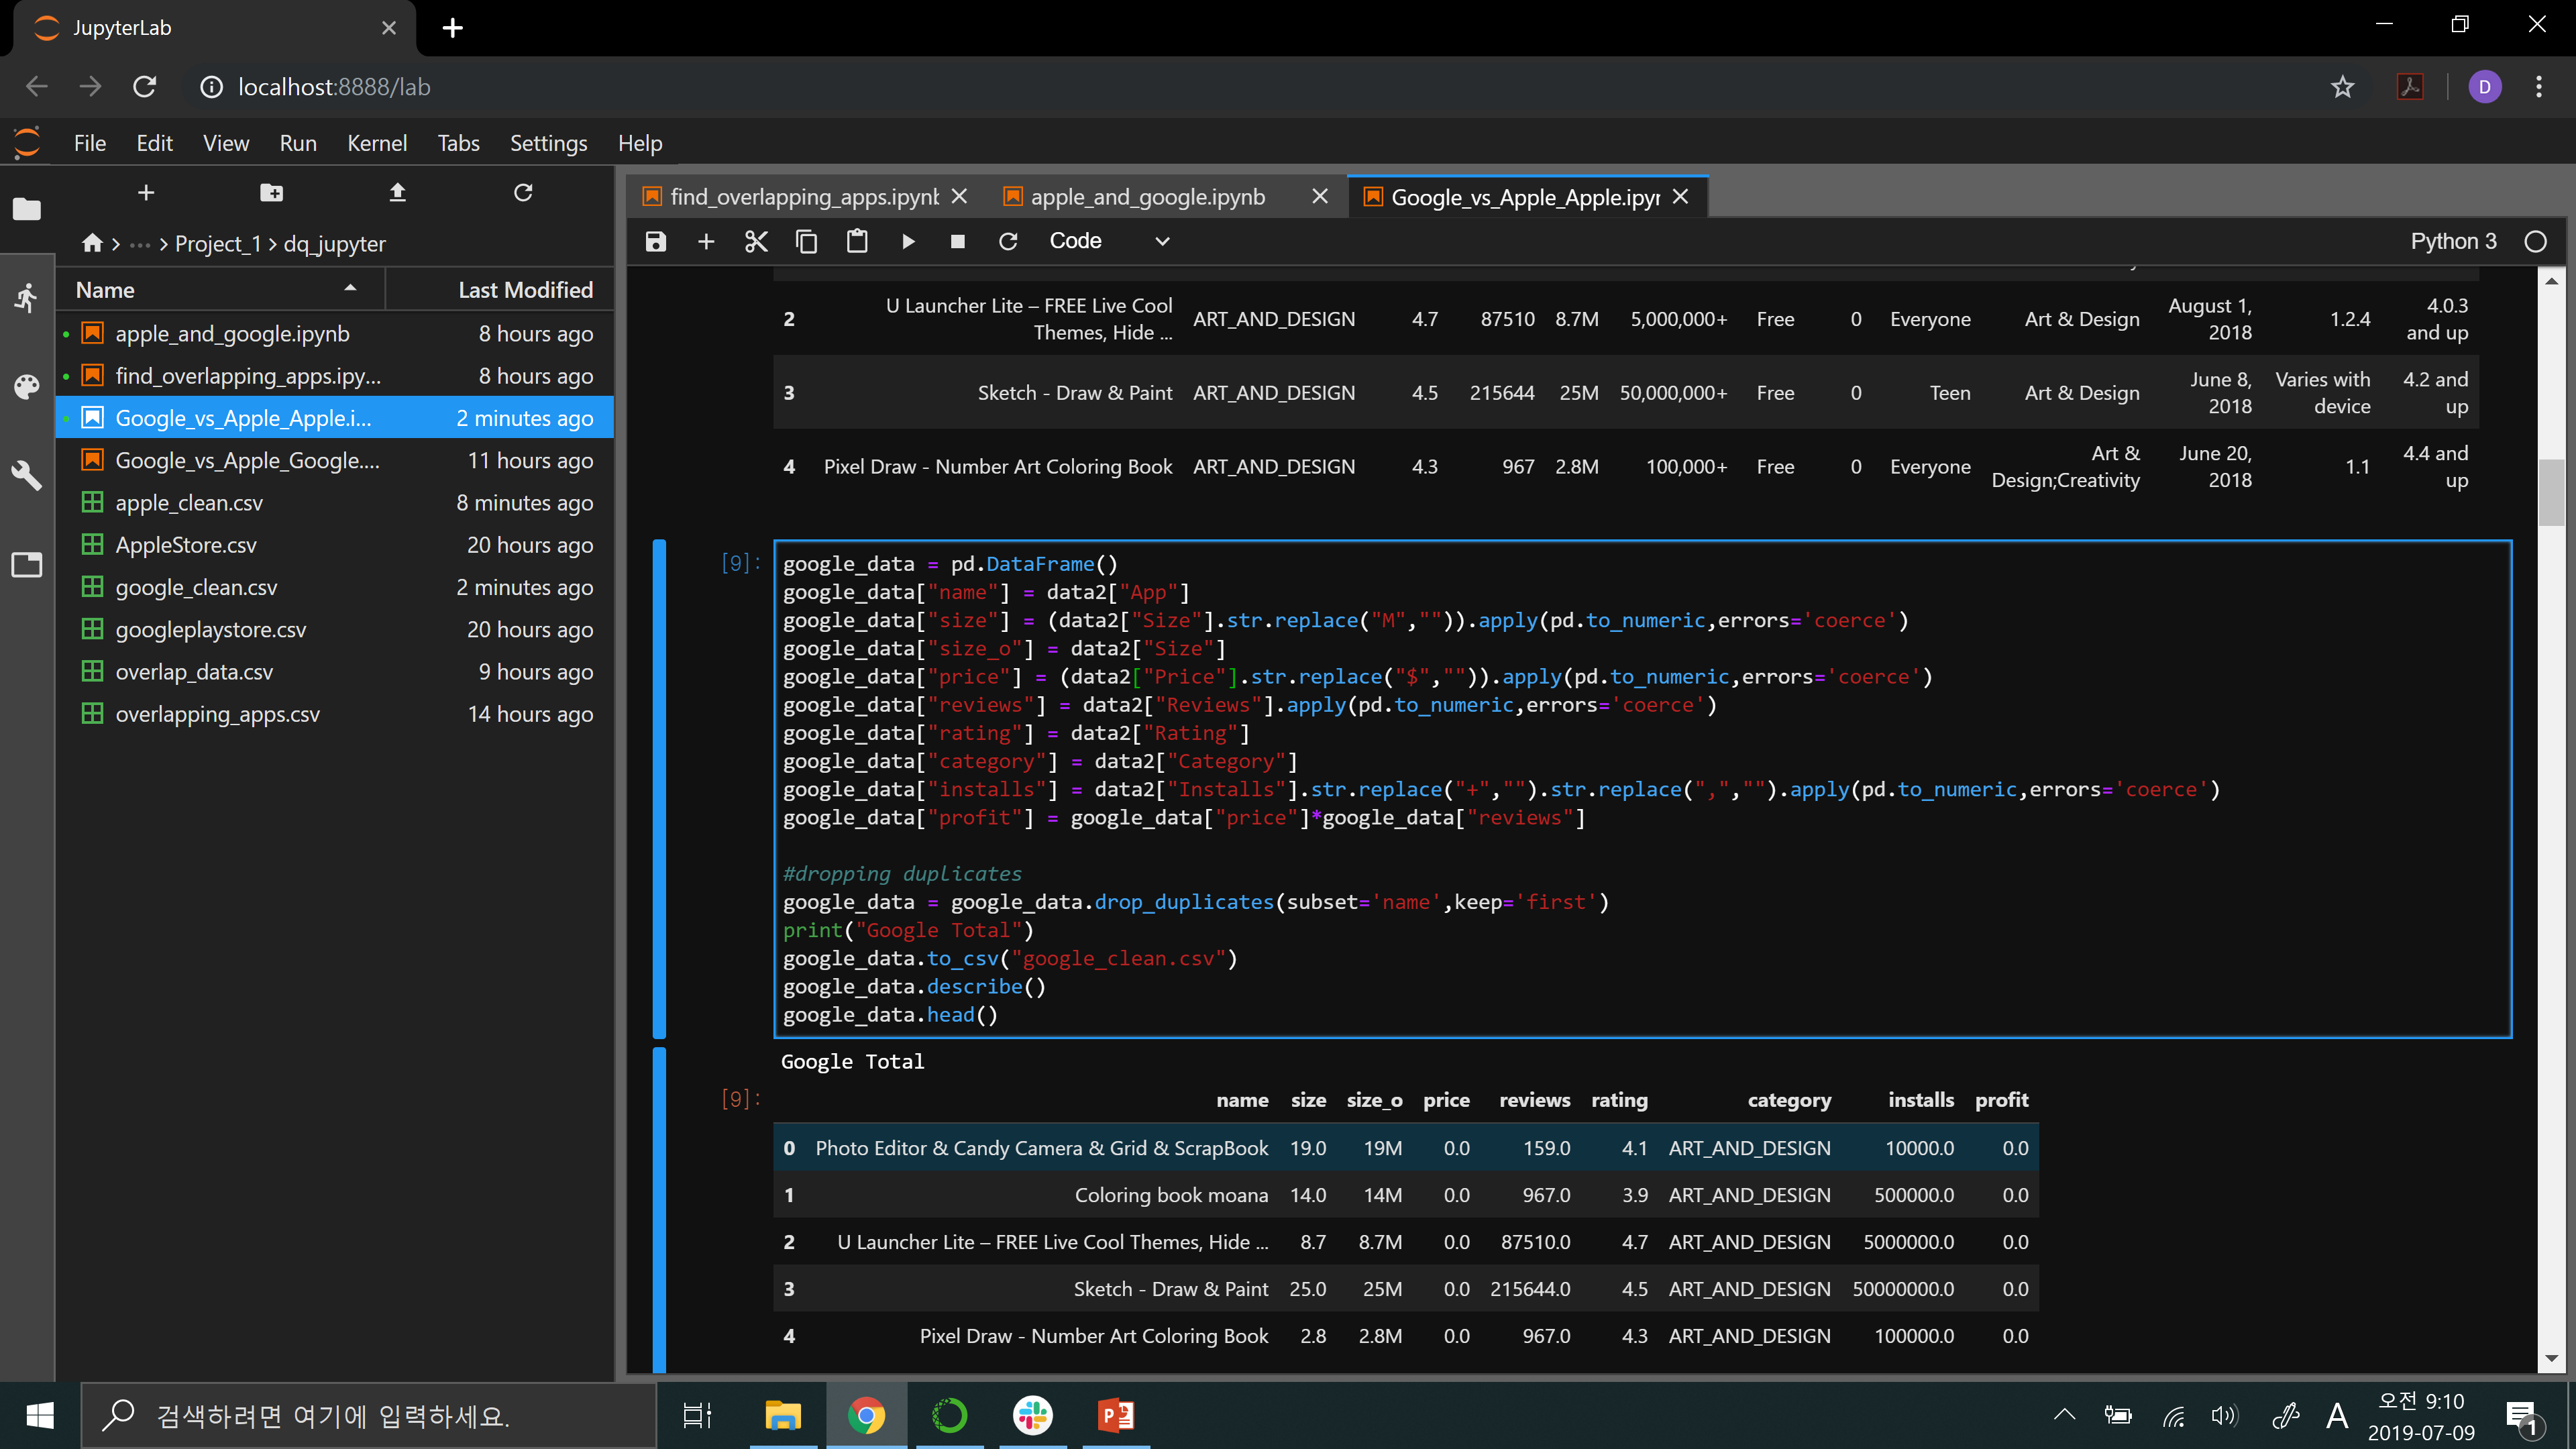 JupyterLab
localhost:8888/lab
D
File Edit View Run Kernel Tabs Settings Help
find_overlapping_apps.ipynb apple_and_google.ipynb Google_vs_Apple_Apple.ipyr
… Project_1 dq_jupyter
Code Python 3
Name Last Modified
apple_and_google.ipynb 8 hours ago
find_overlapping_apps.ipy... 8 hours ago
Google_vs_Apple_Apple.i... 2 minutes ago
Google_vs_Apple_Google.... 11 hours ago
apple_clean.csv 8 minutes ago
AppleStore.csv 20 hours ago
google_clean.csv 2 minutes ago
googleplaystore.csv 20 hours ago
overlap_data.csv 9 hours ago
overlapping_apps.csv 14 hours ago
2 U Launcher Lite – FREE Live Cool Themes, Hide ... ART_AND_DESIGN 4.7 87510 8.7M 5,000,000+ Free 0 Everyone Art & Design August 1, 2018 1.2.4 4.0.3 and up
3 Sketch - Draw & Paint ART_AND_DESIGN 4.5 215644 25M 50,000,000+ Free 0 Teen Art & Design June 8, 2018 Varies with device 4.2 and up
4 Pixel Draw - Number Art Coloring Book ART_AND_DESIGN 4.3 967 2.8M 100,000+ Free 0 Everyone Art & Design;Creativity June 20, 2018 1.1 4.4 and up
[9]: google_data = pd.DataFrame()
google_data["name"] = data2["App"]
google_data["size"] = (data2["Size"].str.replace("M","")).apply(pd.to_numeric,errors='coerce')
google_data["size_o"] = data2["Size"]
google_data["price"] = (data2["Price"].str.replace("$","")).apply(pd.to_numeric,errors='coerce')
google_data["reviews"] = data2["Reviews"].apply(pd.to_numeric,errors='coerce')
google_data["rating"] = data2["Rating"]
google_data["category"] = data2["Category"]
google_data["installs"] = data2["Installs"].str.replace("+","").str.replace(",","").apply(pd.to_numeric,errors='coerce')
google_data["profit"] = google_data["price"]*google_data["reviews"]
#dropping duplicates
google_data = google_data.drop_duplicates(subset='name',keep='first')
print("Google Total")
google_data.to_csv("google_clean.csv")
google_data.describe()
google_data.head()
Google Total
[9]: name size size_o price reviews rating category installs profit
0 Photo Editor & Candy Camera & Grid & ScrapBook 19.0 19M 0.0 159.0 4.1 ART_AND_DESIGN 10000.0 0.0
1 Coloring book moana 14.0 14M 0.0 967.0 3.9 ART_AND_DESIGN 500000.0 0.0
2 U Launcher Lite – FREE Live Cool Themes, Hide ... 8.7 8.7M 0.0 87510.0 4.7 ART_AND_DESIGN 5000000.0 0.0
3 Sketch - Draw & Paint 25.0 25M 0.0 215644.0 4.5 ART_AND_DESIGN 50000000.0 0.0
4 Pixel Draw - Number Art Coloring Book 2.8 2.8M 0.0 967.0 4.3 ART_AND_DESIGN 100000.0 0.0
검색하려면 여기에 입력하세요.
A 오전 9:10
2019-07-09
1